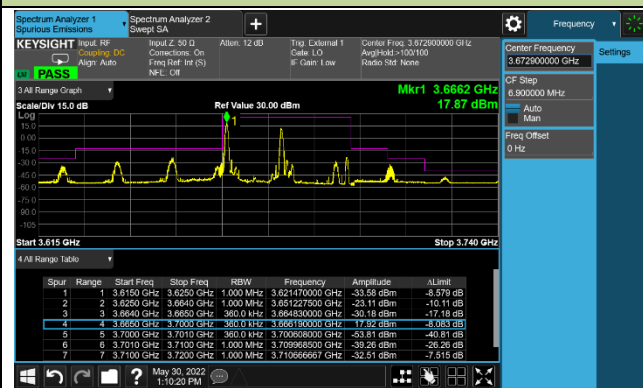 Spectrum Analyzer 1
Spurious Emissions
Spectrum Analyzer 2
Swept SA
+
Frequency
KEYSIGHT
Input: RF
Coupling: DC
Align: Auto
Input Z: 50 Ω
Corrections: On
Freq Ref: Int (S)
NFE: Off
Atten: 12 dB
Trig: External 1
Gate: LO
IF Gain: Low
Center Freq: 3.672900000 GHz
Avg|Hold:>100/100
Radio Std: None
LM PASS
3 All Range Graph
Scale/Div 15.0 dB
Ref Value 30.00 dBm
Mkr1 3.6662 GHz
17.87 dBm
Log
15.0
0.00
-15.0
-30.0
-45.0
-60.0
-75.0
-90.0
-105
1
Start 3.615 GHz
Stop 3.740 GHz
4 All Range Table
Spur Range Start Freq Stop Freq RBW Frequency Amplitude ΔLimit
1 1 3.6150 GHz 3.6250 GHz 1.000 MHz 3.621470000 GHz -33.58 dBm -8.579 dB
2 2 3.6250 GHz 3.6640 GHz 1.000 MHz 3.651227500 GHz -23.11 dBm -10.11 dB
3 3 3.6640 GHz 3.6650 GHz 360.0 kHz 3.664830000 GHz -30.18 dBm -17.18 dB
4 4 3.6650 GHz 3.7000 GHz 360.0 kHz 3.666190000 GHz 17.92 dBm -8.083 dB
5 5 3.7000 GHz 3.7010 GHz 360.0 kHz 3.700608000 GHz -53.81 dBm -40.81 dB
6 6 3.7010 GHz 3.7100 GHz 1.000 MHz 3.709968500 GHz -39.26 dBm -26.26 dB
7 7 3.7100 GHz 3.7200 GHz 1.000 MHz 3.710666667 GHz -32.51 dBm -7.515 dB
Center Frequency
3.672900000 GHz
Settings
CF Step
6.900000 MHz
Auto
Man
Freq Offset
0 Hz
?
May 30, 2022
1:10:20 PM